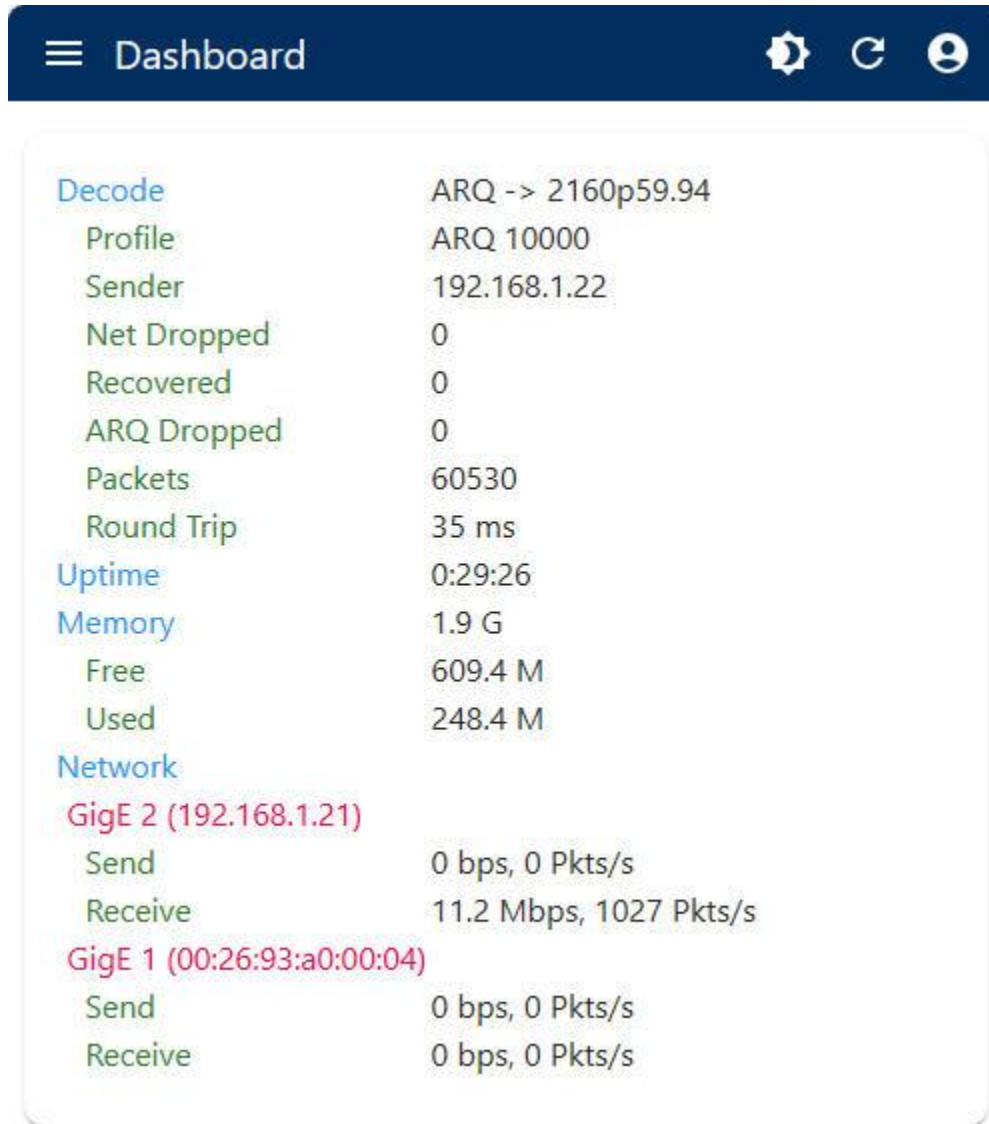 Dashboard
Decode ARQ -> 2160p59.94
Profile ARQ 10000
Sender 192.168.1.22
Net Dropped 0
Recovered 0
ARQ Dropped 0
Packets 60530
Round Trip 35 ms
Uptime 0:29:26
Memory 1.9 G
Free 609.4 M
Used 248.4 M
Network
GigE 2 (192.168.1.21)
Send 0 bps, 0 Pkts/s
Receive 11.2 Mbps, 1027 Pkts/s
GigE 1 (00:26:93:a0:00:04)
Send 0 bps, 0 Pkts/s
Receive 0 bps, 0 Pkts/s